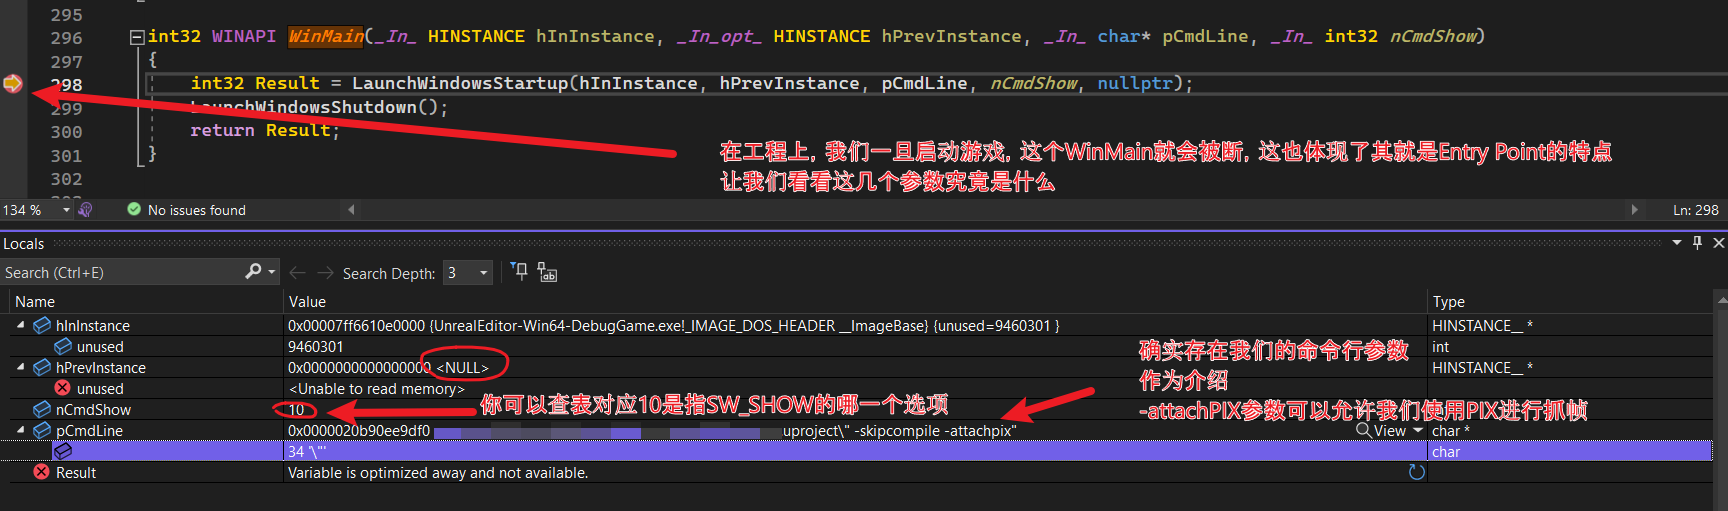 295
296 int32 WINAPI WinMain(_In_ HINSTANCE hInInstance, _In_opt_ HINSTANCE hPrevInstance, _In_ char* pCmdLine, _In_ int32 nCmdShow)
297 {
298 int32 Result = LaunchWindowsStartup(hInInstance, hPrevInstance, pCmdLine, nCmdShow, nullptr);
299 LaunchWindowsShutdown();
300 return Result;
301 }
302
在工程上, 我们一旦启动游戏, 这个WinMain就会被断, 这也体现了其就是Entry Point的特点
让我们看看这几个参数究竟是什么
134 % No issues found Ln: 298
Locals
Search (Ctrl+E) Search Depth: 3
Name Value Type
hInInstance 0x00007ff6610e0000 {UnrealEditor-Win64-DebugGame.exe!_IMAGE_DOS_HEADER __ImageBase} {unused=9460301 } HINSTANCE__ *
unused 9460301 int
hPrevInstance 0x0000000000000000 <NULL> HINSTANCE__ *
unused <Unable to read memory>
nCmdShow 10
pCmdLine 0x0000020b90ee9df0 uproject\" -skipcompile -attachpix" View char *
34 '\"' char
Result Variable is optimized away and not available.
确实存在我们的命令行参数
作为介绍
-attachPIX参数可以允许我们使用PIX进行抓帧
你可以查表对应10是指SW_SHOW的哪一个选项